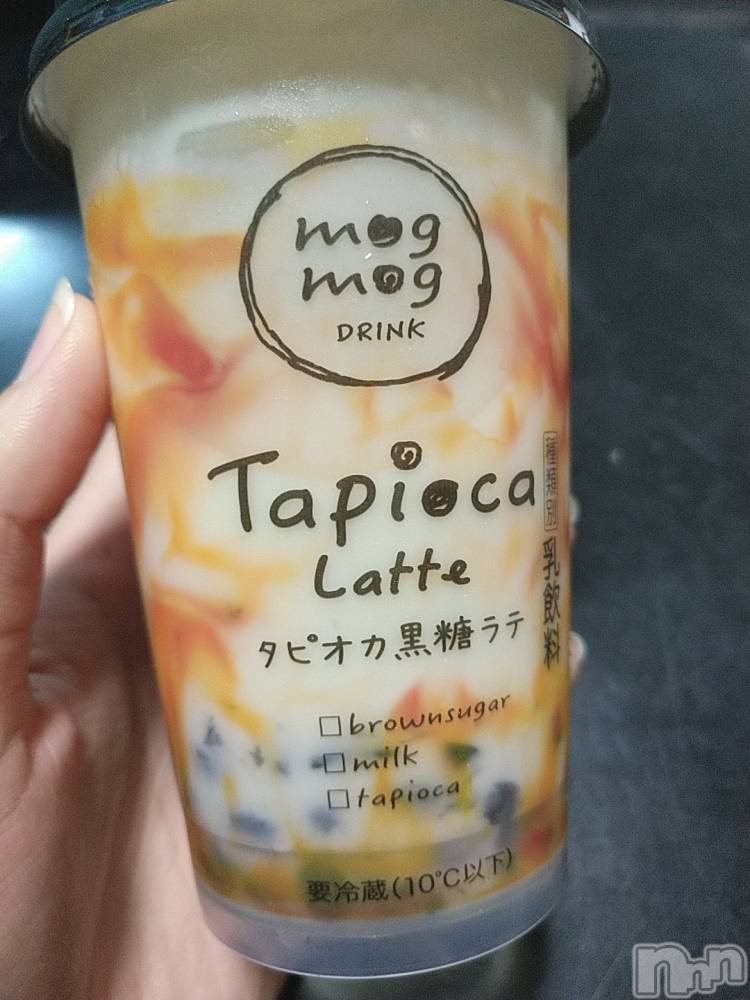 mog
mog
DRINK
Tapioca
Latte
タピオカ黒糖ラテ
種類別 乳飲料
□brownsugar
□milk
□tapioca
要冷蔵(10℃以下)
nnn